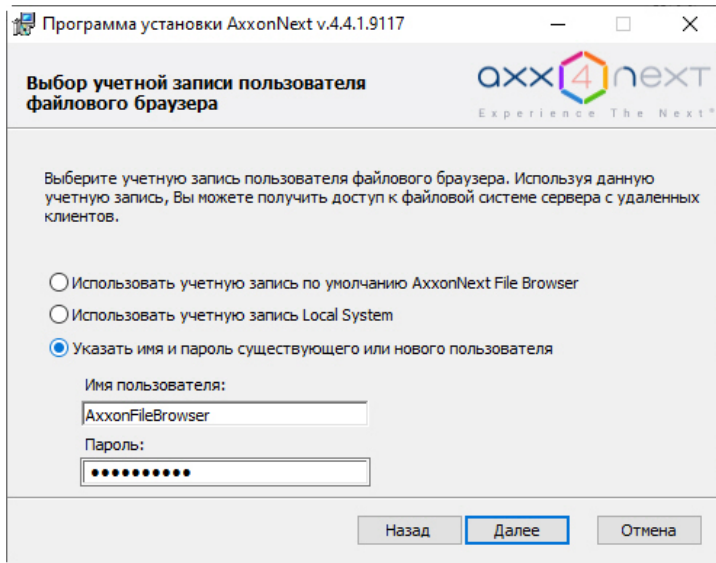 Программа установки AxxonNext v.4.4.1.9117
Выбор учетной записи пользователя
файлового браузера
axx4next
Experience The Next®
Выберите учетную запись пользователя файлового браузера. Используя данную
учетную запись, Вы можете получить доступ к файловой системе сервера с удаленных
клиентов.
Использовать учетную запись по умолчанию AxxonNext File Browser
Использовать учетную запись Local System
Указать имя и пароль существующего или нового пользователя
Имя пользователя:
AxxonFileBrowser
Пароль:
●●●●●●●●●●
Назад Далее Отмена